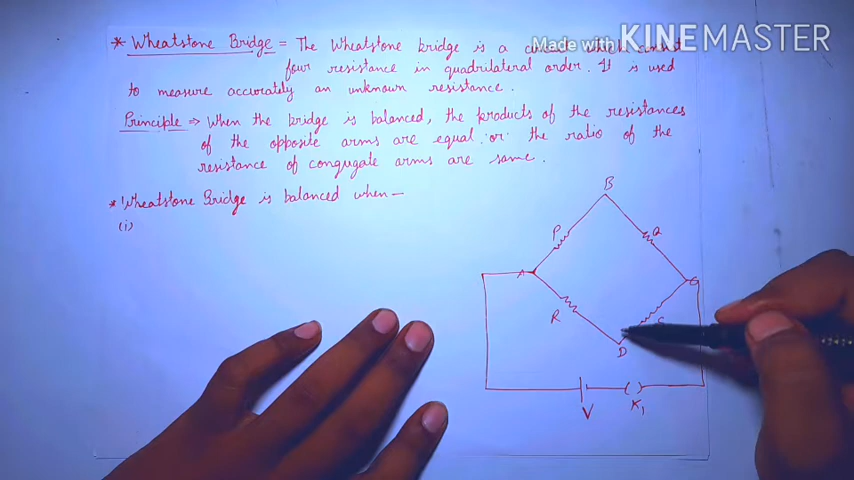 * Wheatstone Bridge = The Wheatstone bridge is a
Made with KINEMASTER
four resistance in quadrilateral order. It is used
to measure accurately an unknown resistance.
Principle ⇒ When the bridge is balanced, the products of the resistances
of the opposite arms are equal or the ratio of the
resistance of congugate arms are same.
* Wheatstone Bridge is balanced when —
(i)
B
P
Q
A
C
R
S
D
V
K₁